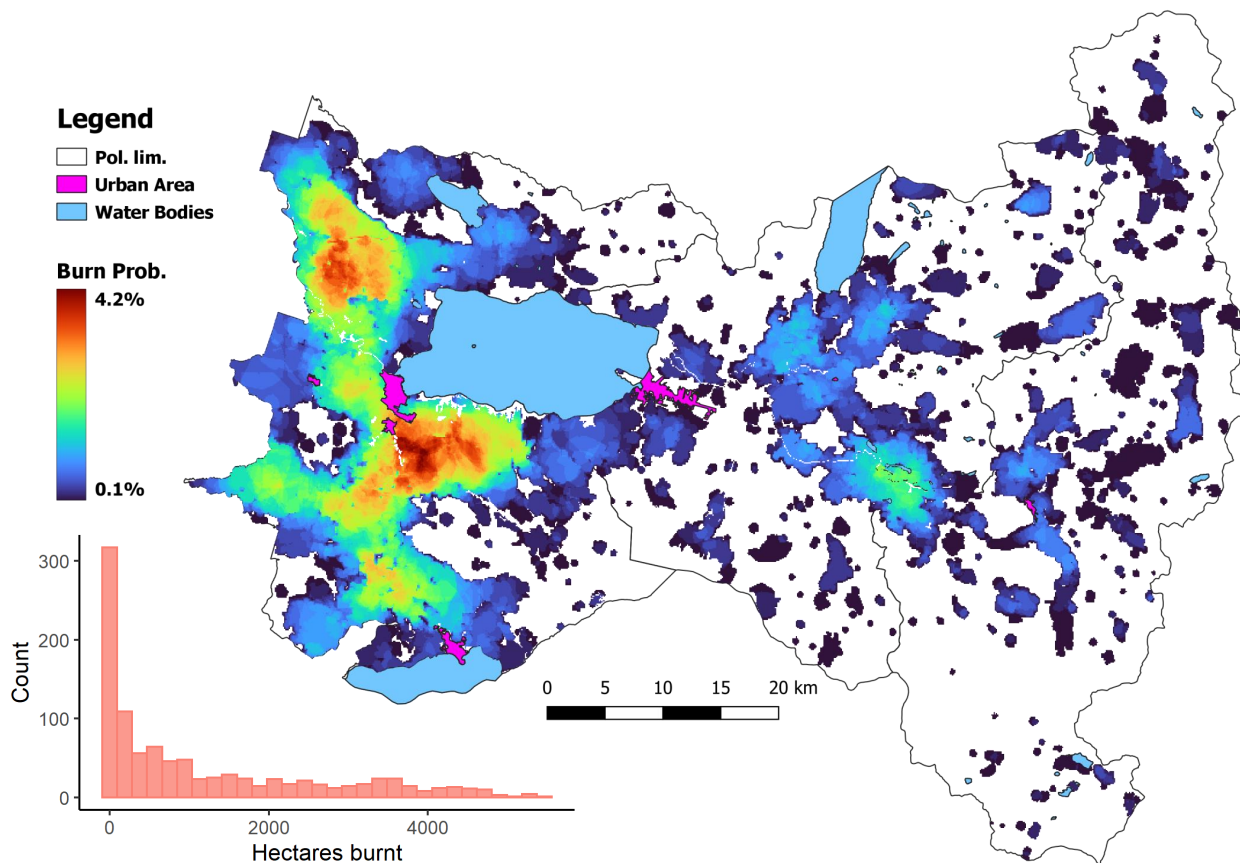 Legend
Pol. lim.
Urban Area
Water Bodies
Burn Prob.
4.2%
0.1%
300
200
100
0
Count
0 2000 4000
Hectares burnt
0 5 10 15 20 km